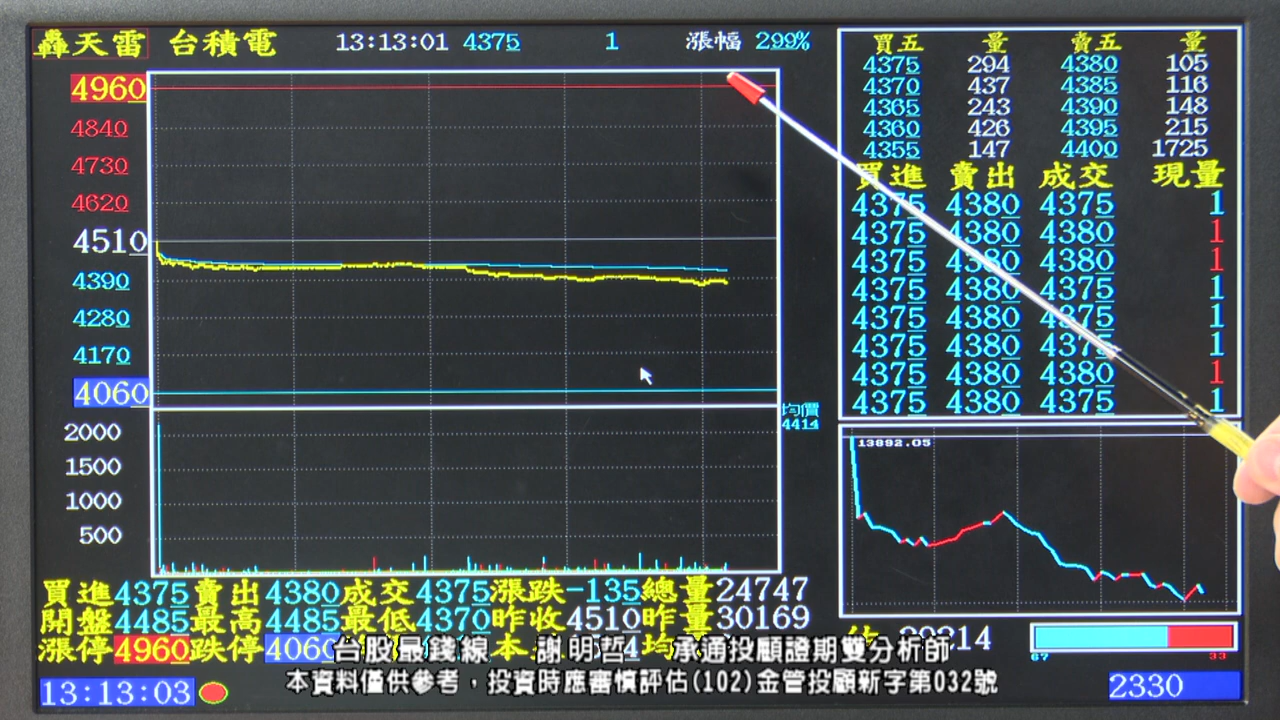 轟天雷 台積電 13:13:01 4375 1 漲幅 299%
4960
4840
4730
4620
4510
4390
4280
4170
4060
2000
1500
1000
500
均價
4414
買五 量 賣五 量
4375 294 4380 105
4370 437 4385 116
4365 243 4390 148
4360 426 4395 215
4355 147 4400 1725
買進 賣出 成交 現量
4375 4380 4375 1
4375 4380 4380 1
4375 4380 4380 1
4375 4380 4375 1
4375 4380 4375 1
4375 4380 4375 1
4375 4380 4380 1
4375 4380 4375 1
13892.05
買進4375賣出4380成交4375漲跌-135總量24747
開盤4485最高4485最低4370昨收4510昨量30169
漲停4960跌停4060 本 均 4 估 214
67 33
台股最錢線 謝明哲 承通投顧證期雙分析師
本資料僅供參考，投資時應審慎評估(102)金管投顧新字第032號
13:13:03
2330